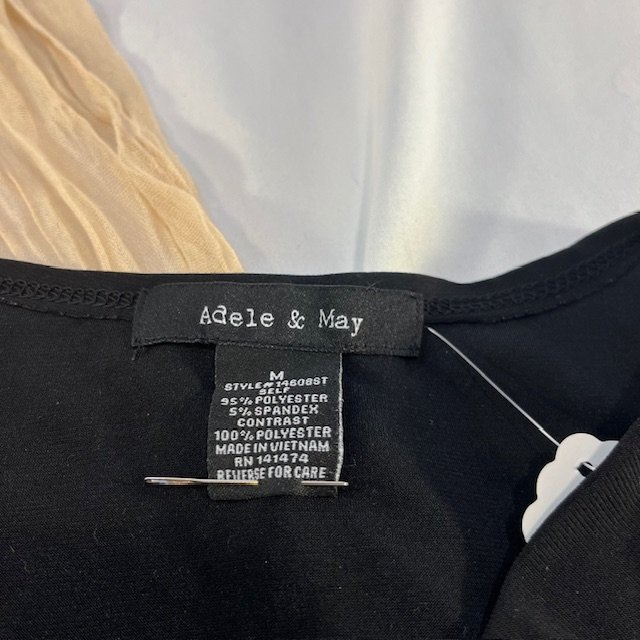 Adele & May
M
STYLE# 14608ST
SELF
95% POLYESTER
5% SPANDEX
CONTRAST
100% POLYESTER
MADE IN VIETNAM
RN 141474
REVERSE FOR CARE